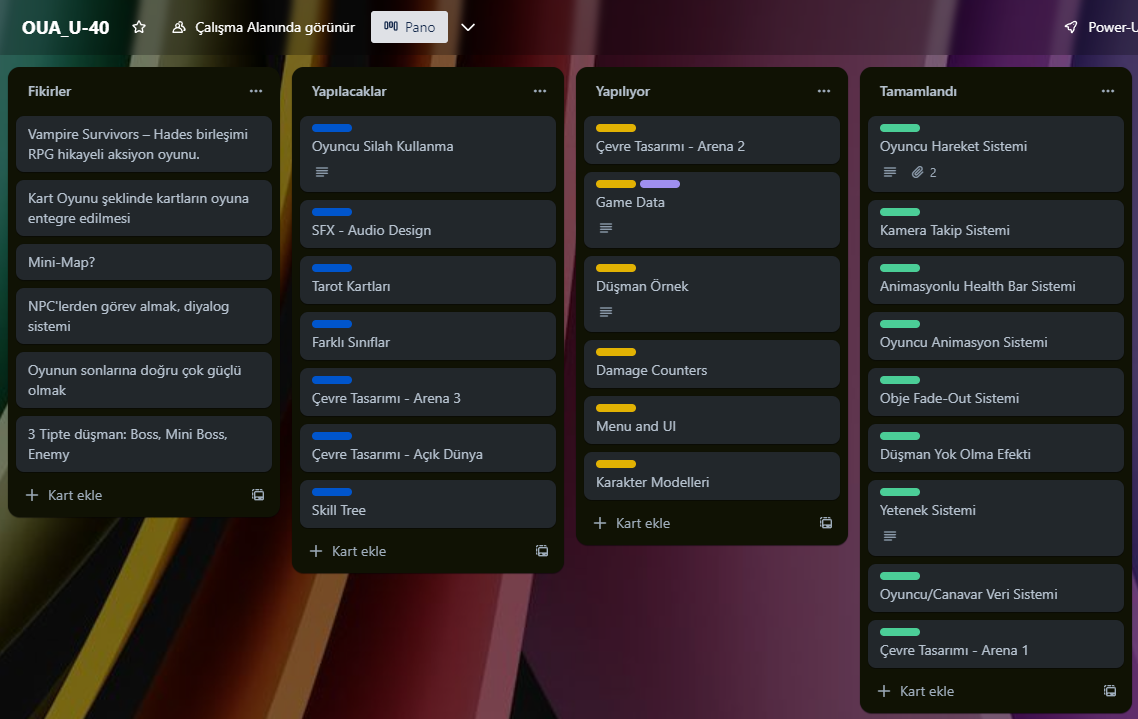 OUA_U-40
Çalışma Alanında görünür
Pano
Power-U
Fikirler
Vampire Survivors – Hades birleşimi
RPG hikayeli aksiyon oyunu.
Kart Oyunu şeklinde kartların oyuna
entegre edilmesi
Mini-Map?
NPC'lerden görev almak, diyalog
sistemi
Oyunun sonlarına doğru çok güçlü
olmak
3 Tipte düşman: Boss, Mini Boss,
Enemy
Kart ekle
Yapılacaklar
Oyuncu Silah Kullanma
SFX - Audio Design
Tarot Kartları
Farklı Sınıflar
Çevre Tasarımı - Arena 3
Çevre Tasarımı - Açık Dünya
Skill Tree
Kart ekle
Yapılıyor
Çevre Tasarımı - Arena 2
Game Data
Düşman Örnek
Damage Counters
Menu and UI
Karakter Modelleri
Kart ekle
Tamamlandı
Oyuncu Hareket Sistemi
2
Kamera Takip Sistemi
Animasyonlu Health Bar Sistemi
Oyuncu Animasyon Sistemi
Obje Fade-Out Sistemi
Düşman Yok Olma Efekti
Yetenek Sistemi
Oyuncu/Canavar Veri Sistemi
Çevre Tasarımı - Arena 1
Kart ekle